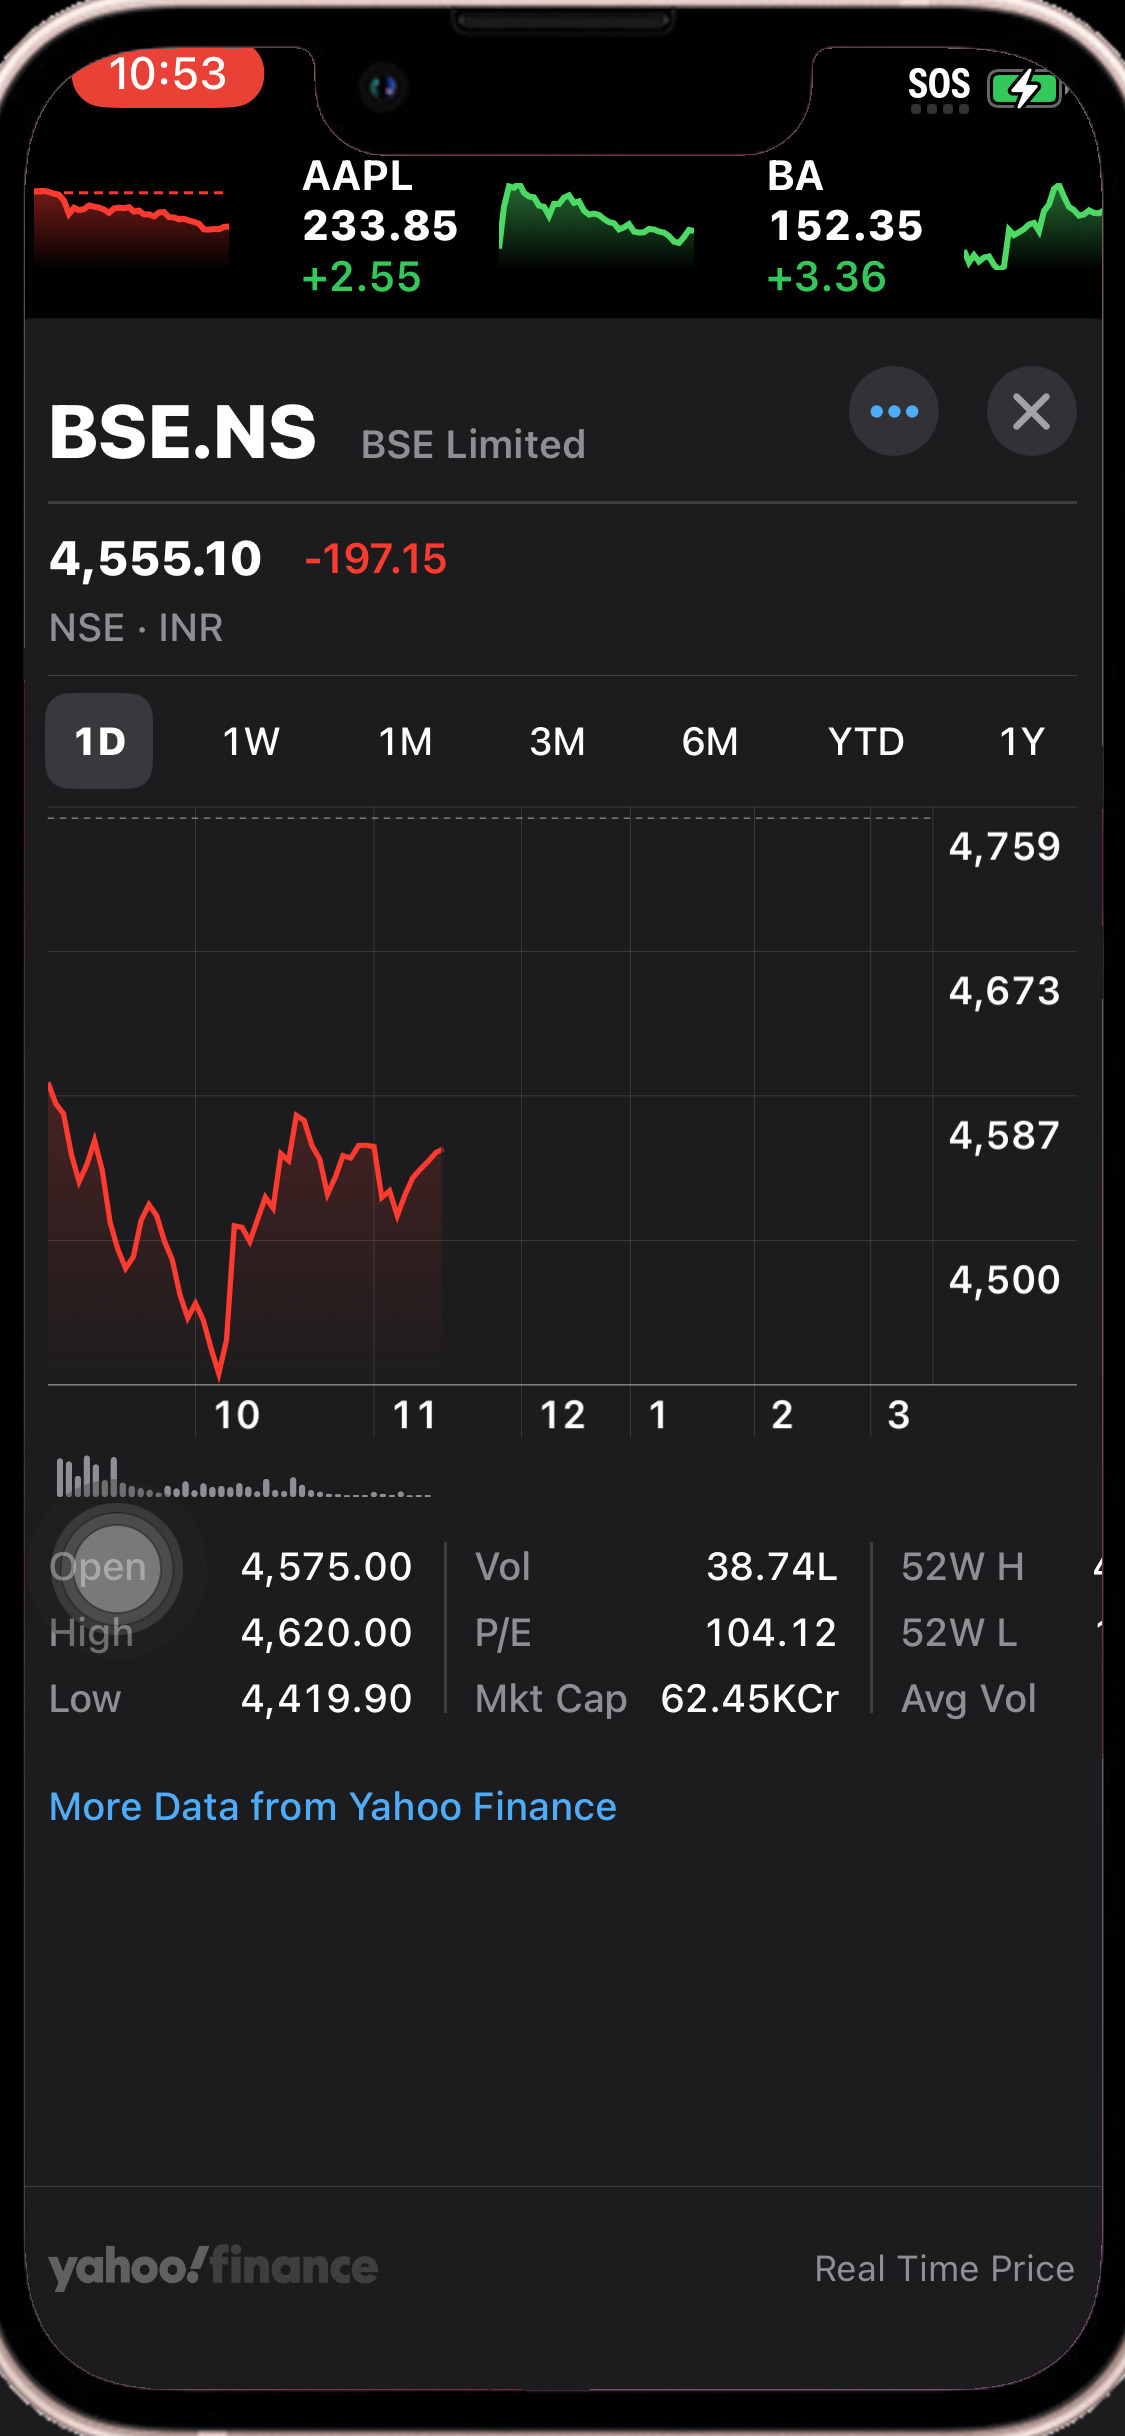 10:53
SOS
AAPL
233.85
+2.55
BA
152.35
+3.36
BSE.NS BSE Limited
4,555.10 -197.15
NSE · INR
1D 1W 1M 3M 6M YTD 1Y
4,759
4,673
4,587
4,500
10 11 12 1 2 3
Open 4,575.00 Vol 38.74L 52W H
High 4,620.00 P/E 104.12 52W L
Low 4,419.90 Mkt Cap 62.45KCr Avg Vol
More Data from Yahoo Finance
yahoo!finance
Real Time Price